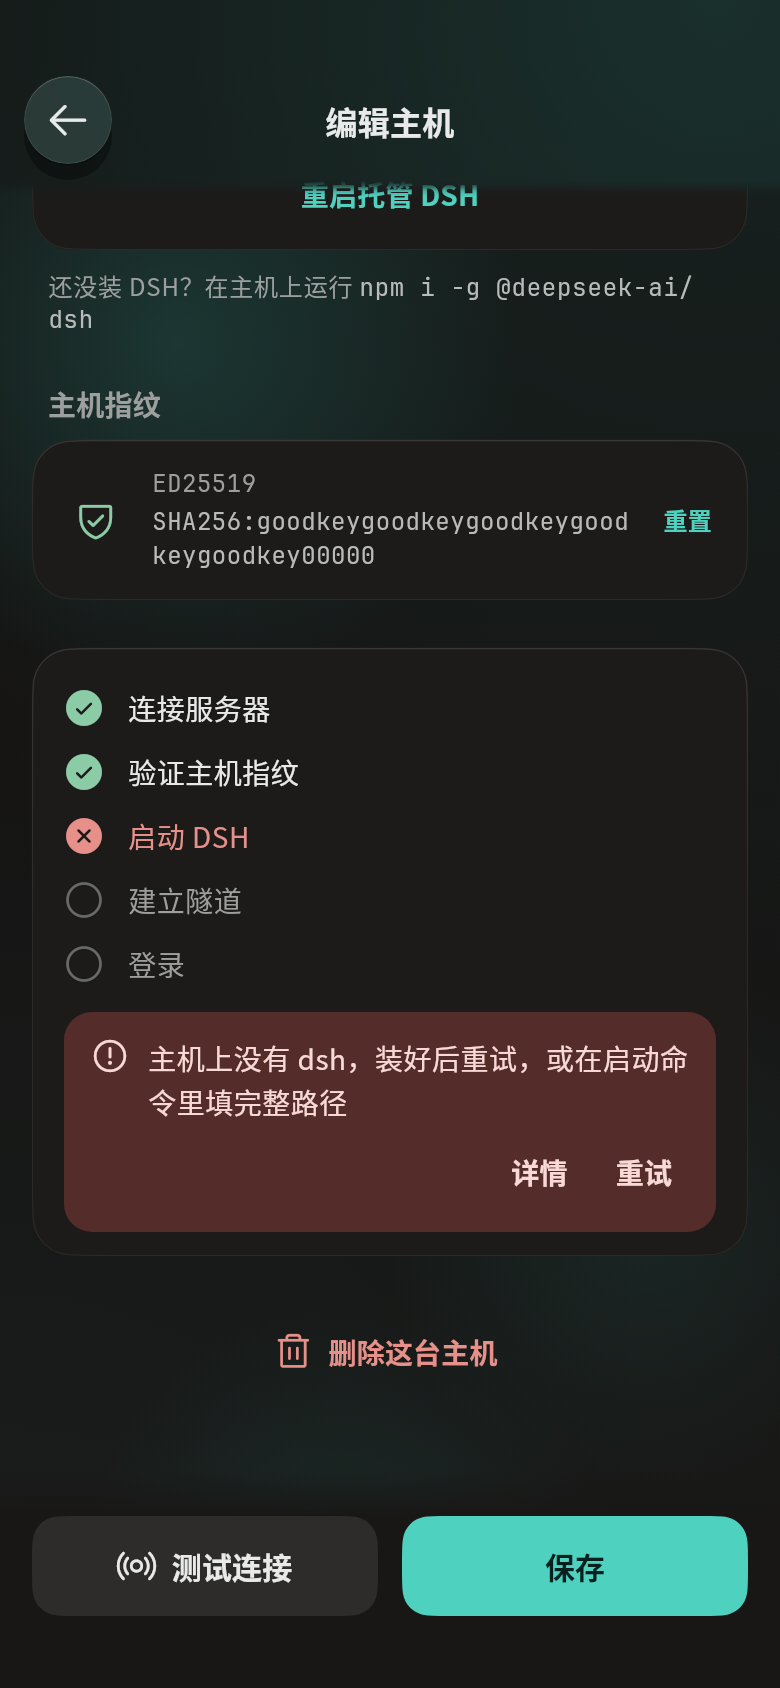 编辑主机
重启托管 DSH
还没装 DSH？在主机上运行 npm i -g @deepseek-ai/
dsh
主机指纹
ED25519
SHA256:goodkeygoodkeygoodkeygood
keygoodkey00000
重置
连接服务器
验证主机指纹
启动 DSH
建立隧道
登录
主机上没有 dsh，装好后重试，或在启动命
令里填完整路径
详情
重试
删除这台主机
测试连接
保存